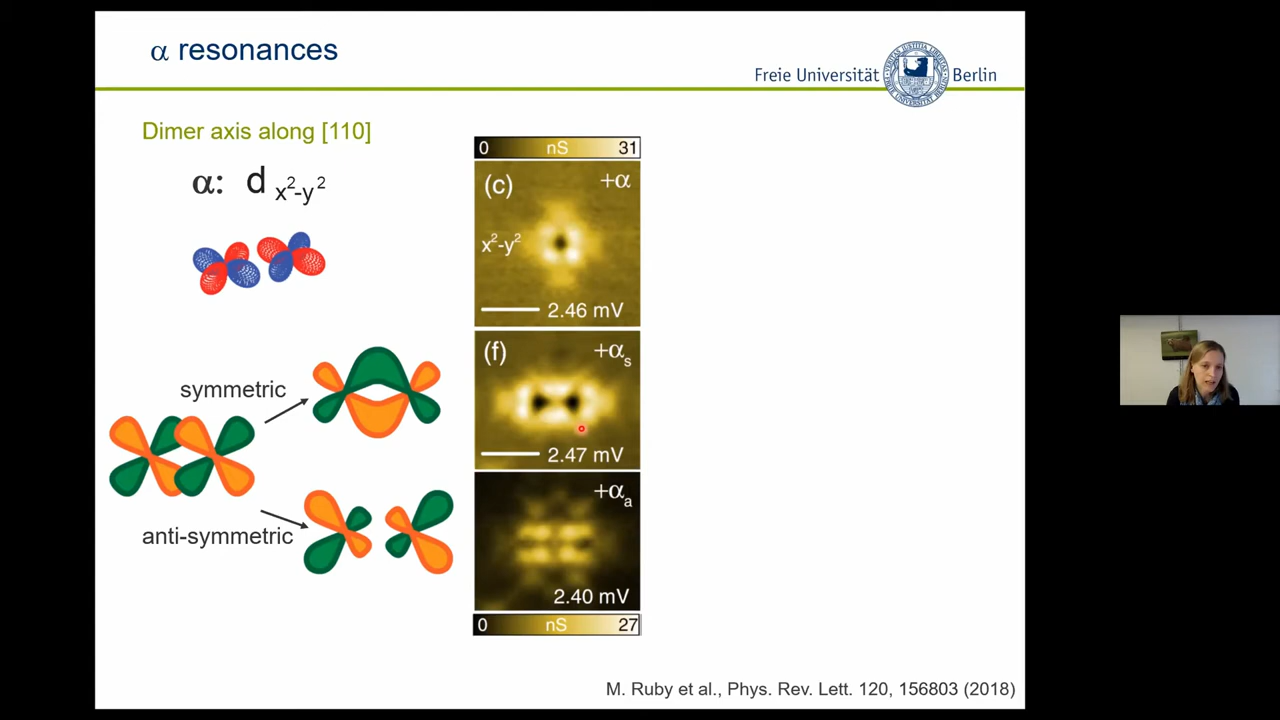 α resonances
Freie Universität Berlin
Dimer axis along [110]
α: d x²-y²
symmetric
anti-symmetric
0 nS 31
(c) +α
x²-y²
2.46 mV
(f) +αs
2.47 mV
+αa
2.40 mV
0 nS 27
M. Ruby et al., Phys. Rev. Lett. 120, 156803 (2018)